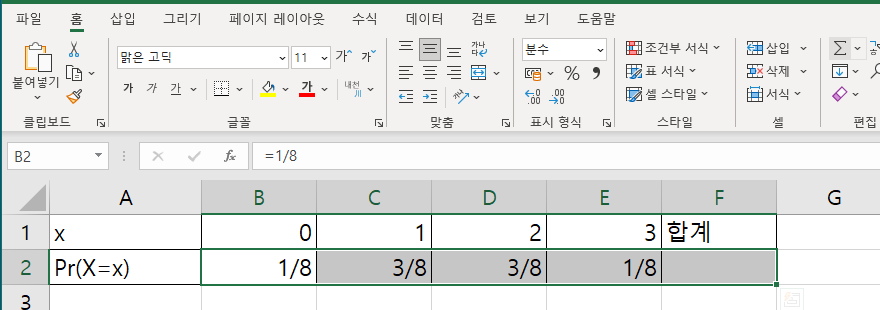 파일 홈 삽입 그리기 페이지 레이아웃 수식 데이터 검토 보기 도움말
붙여넣기
맑은 고딕 11 가^ 가ˇ
가 가 가 가 내천
가나다
분수
% 9
.00 .00
조건부 서식
표 서식
셀 스타일
삽입
삭제
서식
Σ
클립보드 글꼴 맞춤 표시 형식 스타일 셀 편집
B2 fx =1/8
A B C D E F G
1 x 0 1 2 3 합계
2 Pr(X=x) 1/8 3/8 3/8 1/8
3